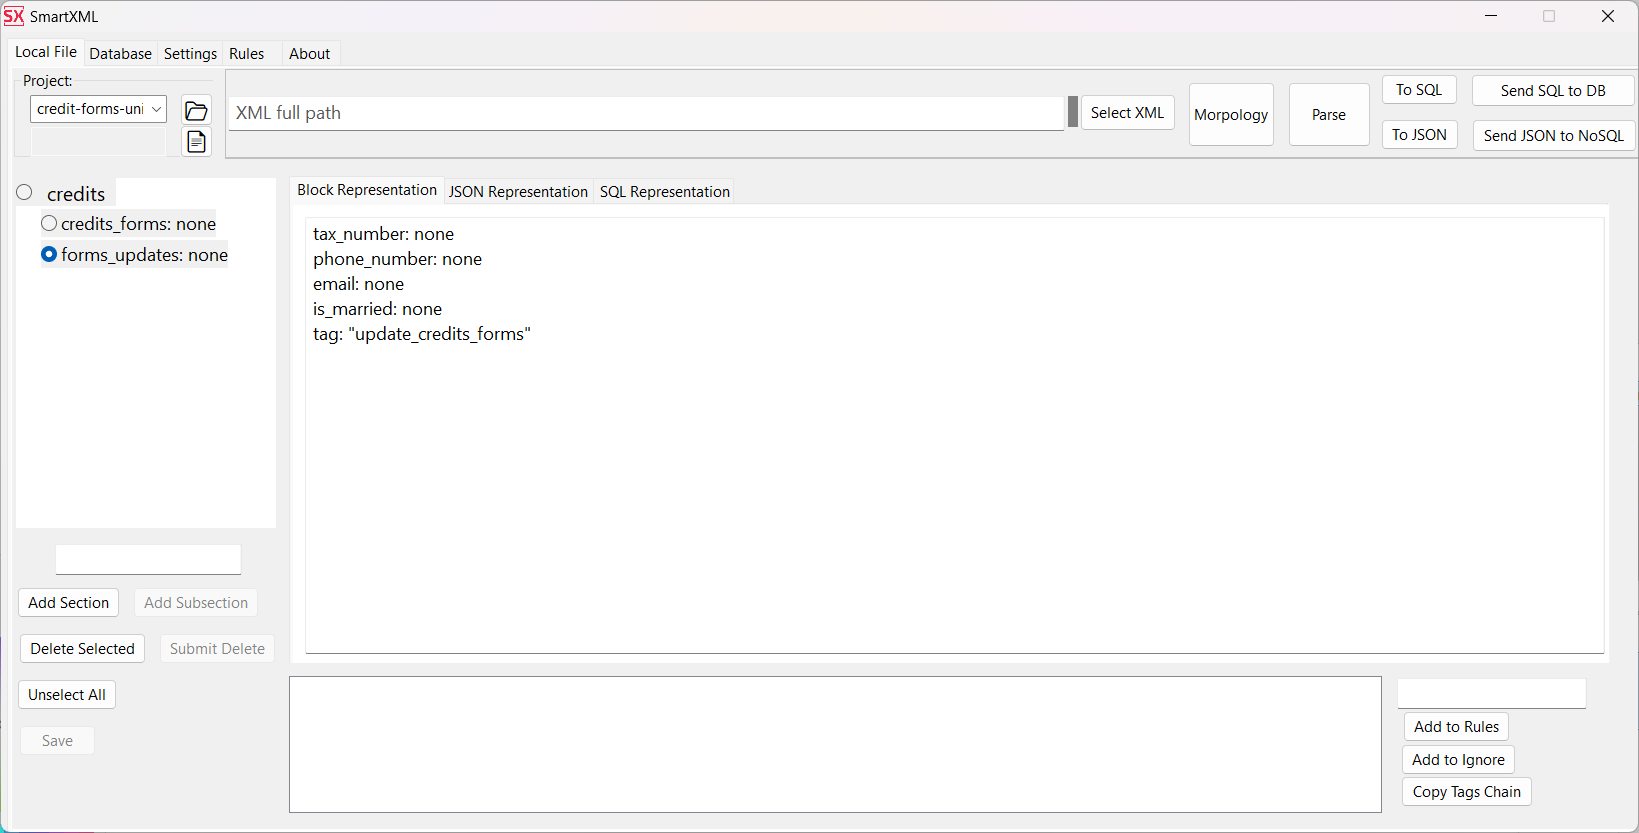 SX SmartXML
Local File Database Settings Rules About
Project:
credit-forms-uni
XML full path
Select XML
Morpology
Parse
To SQL
Send SQL to DB
To JSON
Send JSON to NoSQL
credits
credits_forms: none
forms_updates: none
Block Representation JSON Representation SQL Representation
tax_number: none
phone_number: none
email: none
is_married: none
tag: "update_credits_forms"
Add Section Add Subsection
Delete Selected Submit Delete
Unselect All
Save
Add to Rules
Add to Ignore
Copy Tags Chain